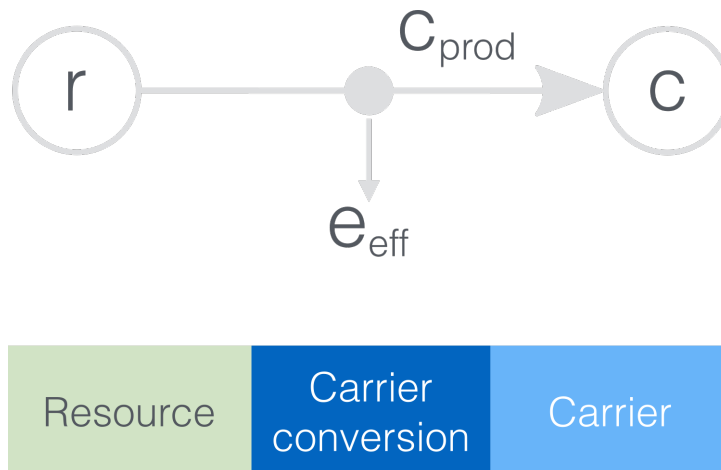 C_prod
r
c
e_eff
Resource
Carrier
conversion
Carrier